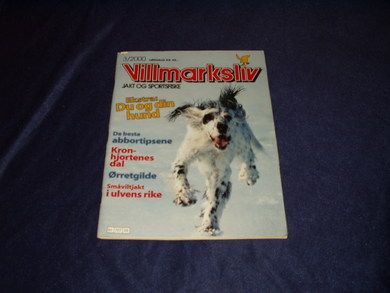 3/2000
Villmarksliv
JAKT OG SPORTSFISKE
Ekstra:
Du og din
hund
De beste
abbortipsene
Kron-
hjortenes
dal
Ørretgilde
Småviltjakt
i ulvens rike